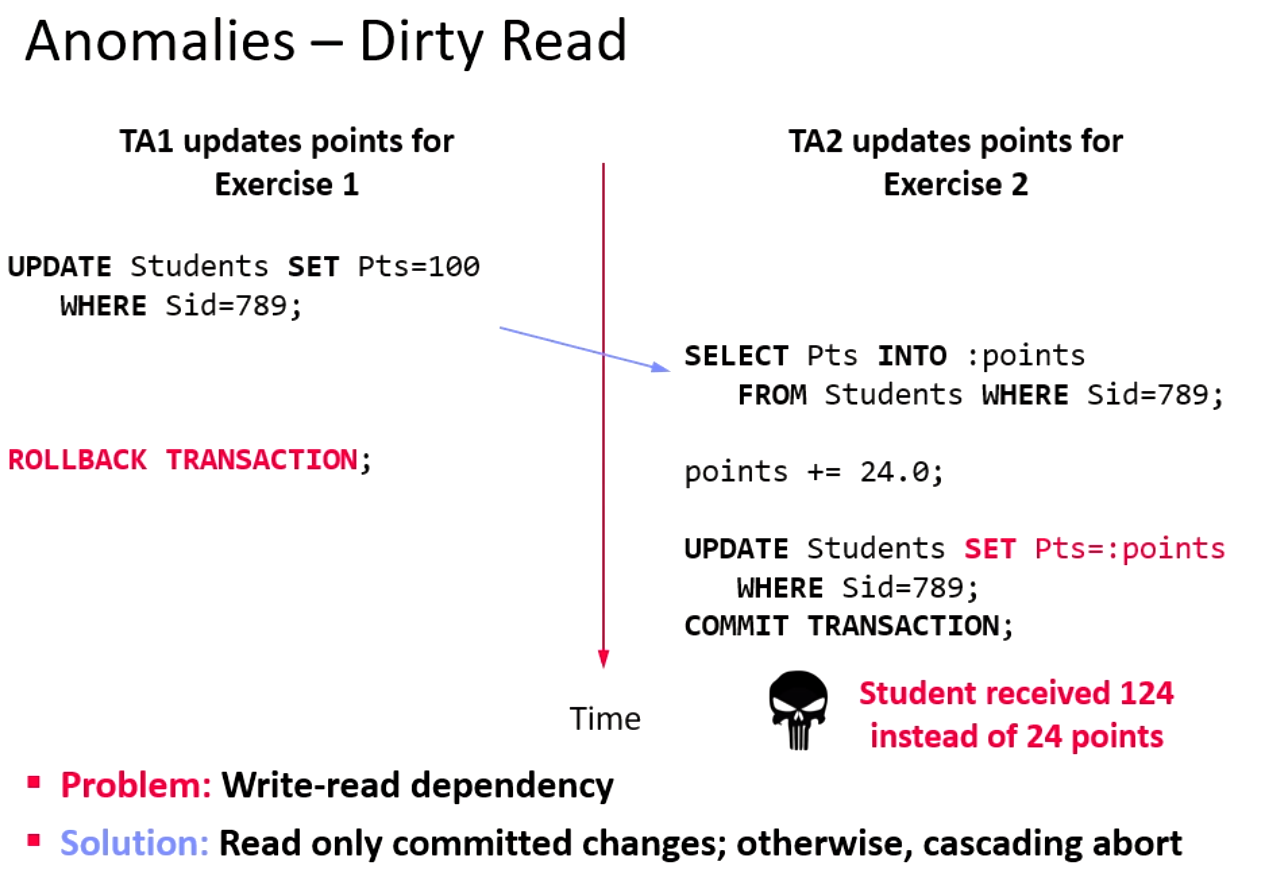 Anomalies – Dirty Read
TA1 updates points for
Exercise 1
UPDATE Students SET Pts=100
WHERE Sid=789;
ROLLBACK TRANSACTION;
TA2 updates points for
Exercise 2
SELECT Pts INTO :points
FROM Students WHERE Sid=789;
points += 24.0;
UPDATE Students SET Pts=:points
WHERE Sid=789;
COMMIT TRANSACTION;
Time
Student received 124
instead of 24 points
▪ Problem: Write-read dependency
▪ Solution: Read only committed changes; otherwise, cascading abort